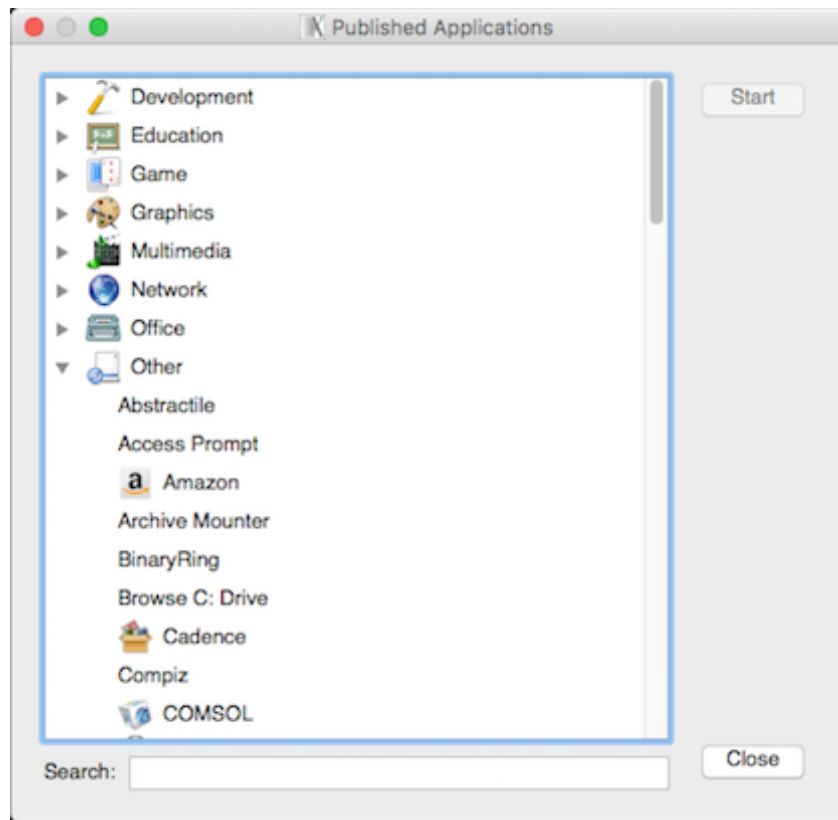 Published Applications
Development
Start
Education
Game
Graphics
Multimedia
Network
Office
Other
Abstractile
Access Prompt
a Amazon
Archive Mounter
BinaryRing
Browse C: Drive
Cadence
Compiz
COMSOL
Search:
Close